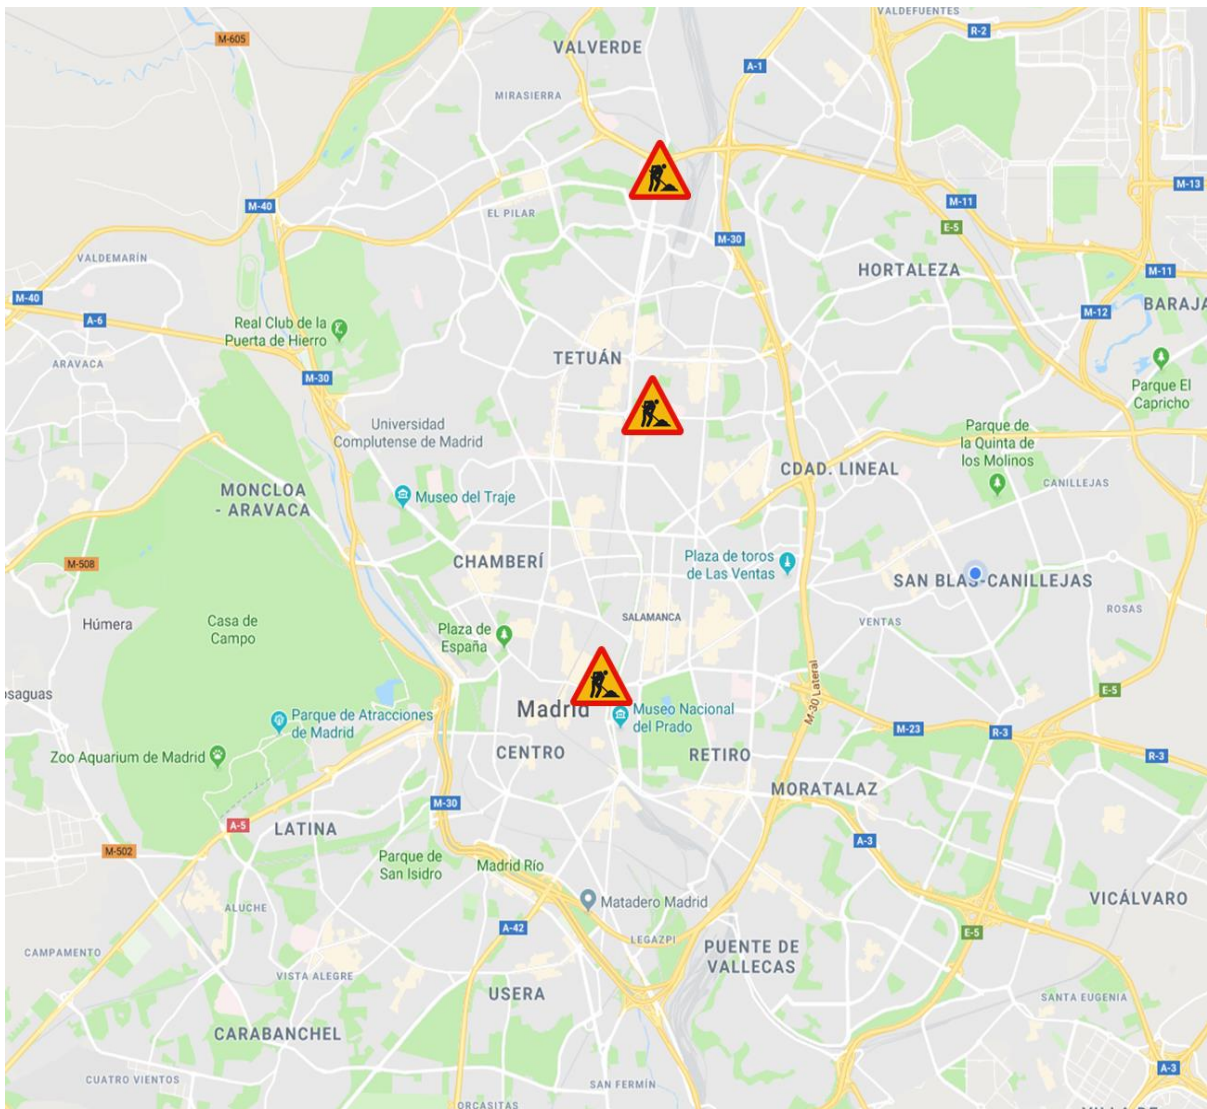 VALDEFUENTES
M-605
R-2
VALVERDE
A-1
MIRASIERRA
M-13
M-40
EL PILAR
M-11
E-5
M-30
VALDEMARÍN
HORTALEZA
M-11
M-40
BARAJA
A-6
M-12
Real Club de la
Puerta de Hierro
TETUÁN
ARAVACA
M-30
Parque El
Capricho
Universidad
Complutense de Madrid
Parque de
la Quinta de
los Molinos
CDAD. LINEAL
MONCLOA
- ARAVACA
CANILLEJAS
Museo del Traje
CHAMBERÍ
Plaza de toros
de Las Ventas
M-508
SAN BLAS-CANILLEJAS
ROSAS
Húmera
Casa de
Campo
SALAMANCA
VENTAS
Plaza de
España
osaguas
M-30 Lateral
E-5
Madrid
Museo Nacional
del Prado
Parque de Atracciones
de Madrid
M-23
R-3
R-3
Zoo Aquarium de Madrid
CENTRO
RETIRO
MORATALAZ
M-30
A-5
LATINA
A-3
M-502
Parque de
San Isidro
Madrid Río
Matadero Madrid
VICÁLVARO
ALUCHE
A-42
E-5
LEGAZPI
CAMPAMENTO
PUENTE DE
VALLECAS
VISTA ALEGRE
USERA
SANTA EUGENIA
CARABANCHEL
A-3
CUATRO VIENTOS
SAN FERMÍN
ORCASITAS